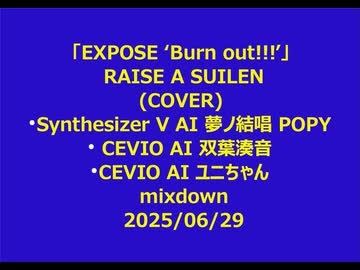 「EXPOSE ‘Burn out!!!’」
RAISE A SUILEN
(COVER)
•Synthesizer V AI 夢ノ結唱 POPY
• CEVIO AI 双葉湊音
•CEVIO AI ユニちゃん
mixdown
2025/06/29